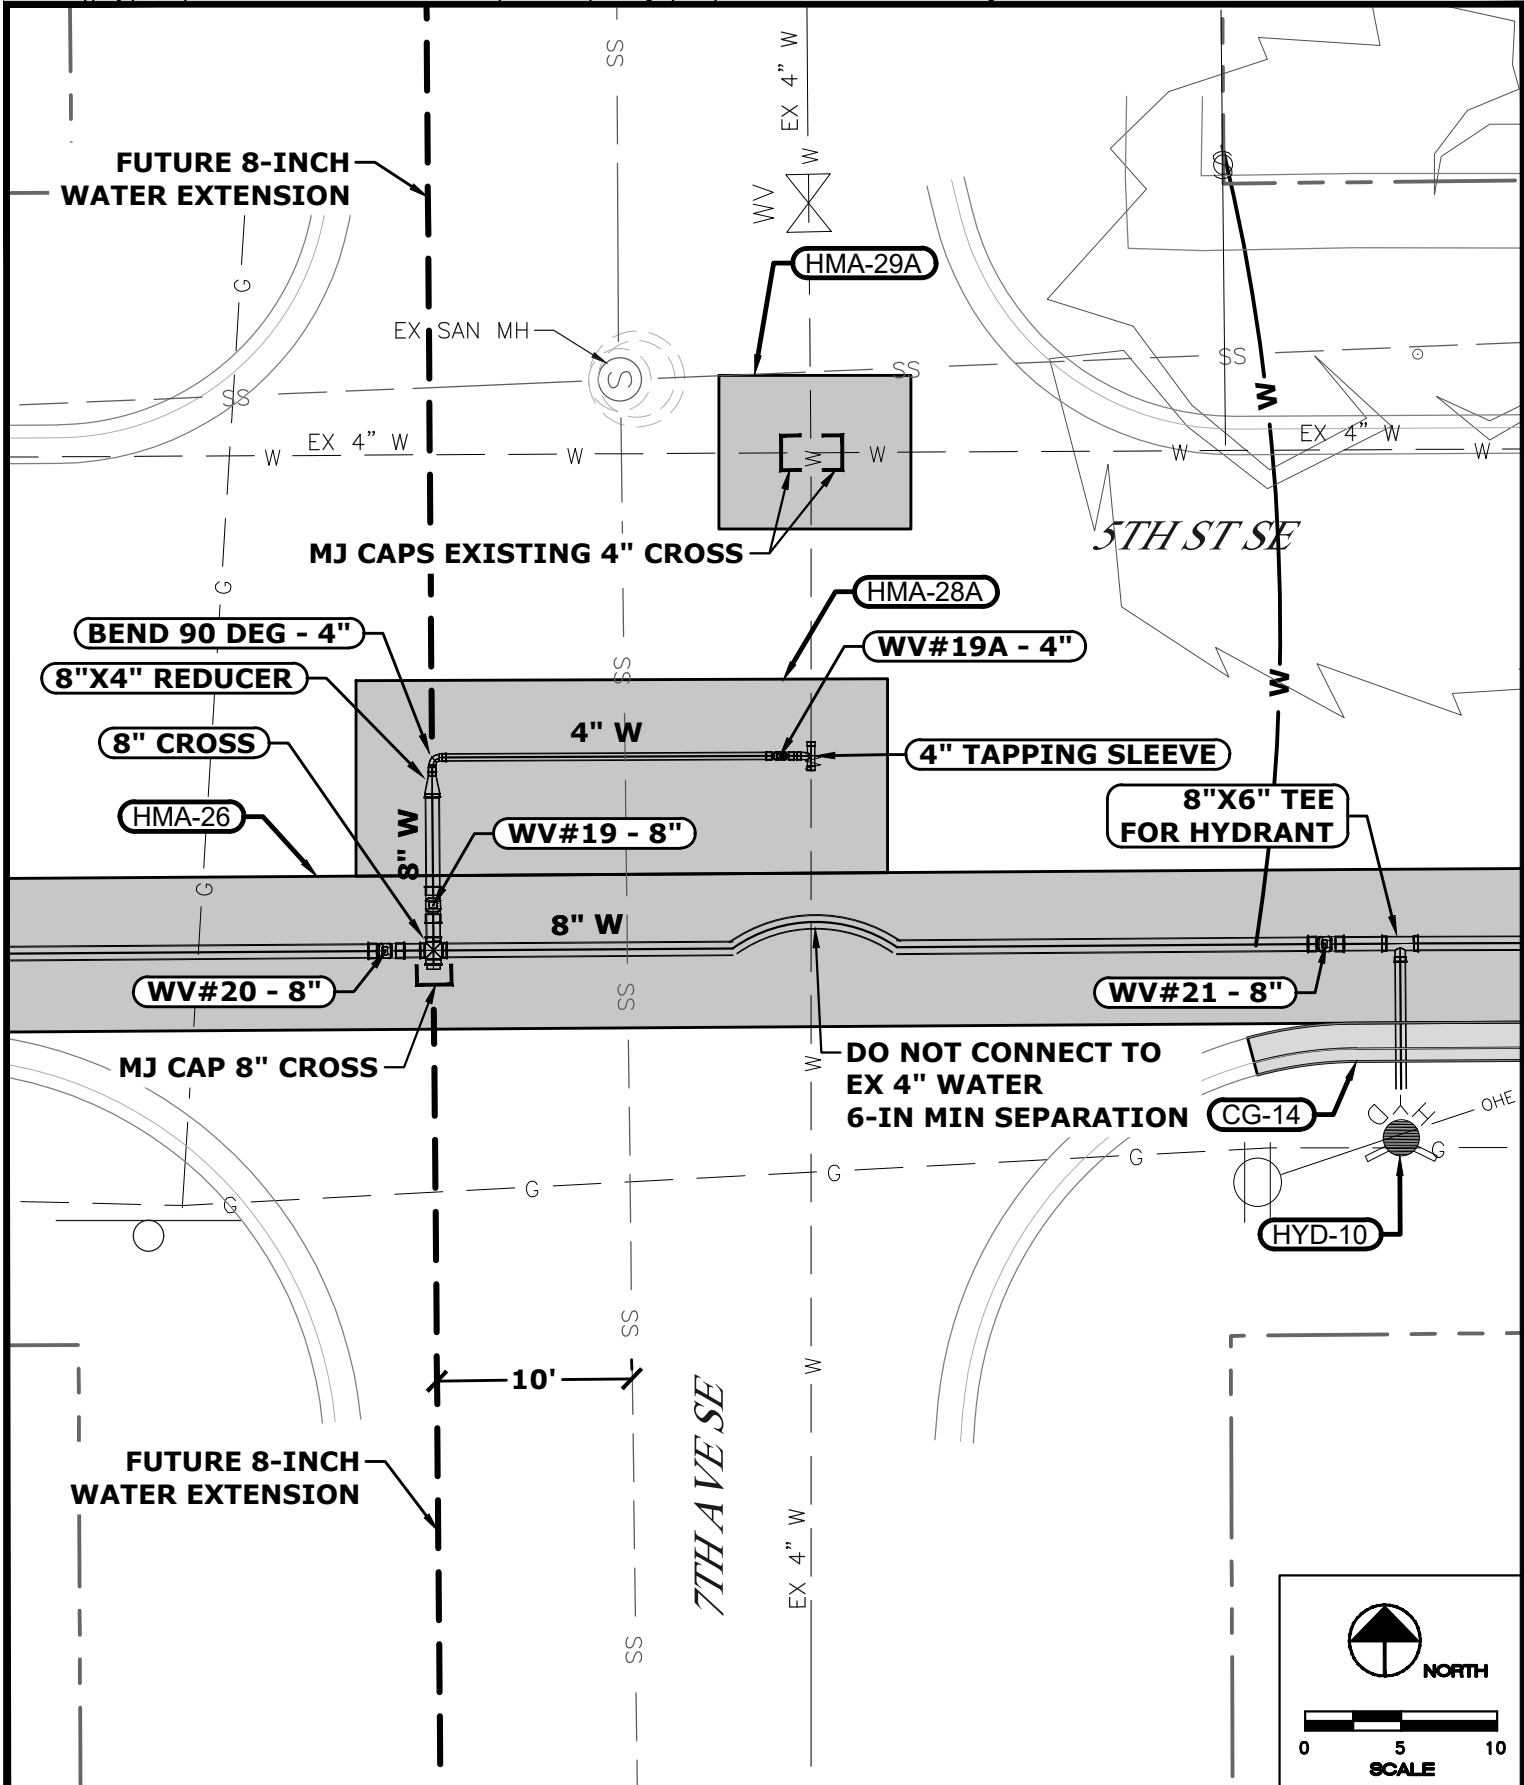 SS
EX 4” W
W
WV
FUTURE 8-INCH
WATER EXTENSION
G
HMA-29A
EX SAN MH
S
SS
SS
SS
W
EX 4” W
W
W
W
W
W
EX 4” W
W
W
5TH ST SE
MJ CAPS EXISTING 4" CROSS
G
HMA-28A
BEND 90 DEG - 4"
WV#19A - 4"
8"X4" REDUCER
SS
W
4" W
8" CROSS
4" TAPPING SLEEVE
W
8"X6" TEE
FOR HYDRANT
HMA-26
WV#19 - 8"
8" W
G
8" W
WV#20 - 8"
SS
WV#21 - 8"
MJ CAP 8" CROSS
W
DO NOT CONNECT TO
EX 4" WATER
6-IN MIN SEPARATION
CG-14
HYD
OHE
G
G
G
G
HYD-10
SS
W
10'
7TH AVE SE
FUTURE 8-INCH
WATER EXTENSION
EX 4” W
SS
NORTH
0 5 10
SCALE